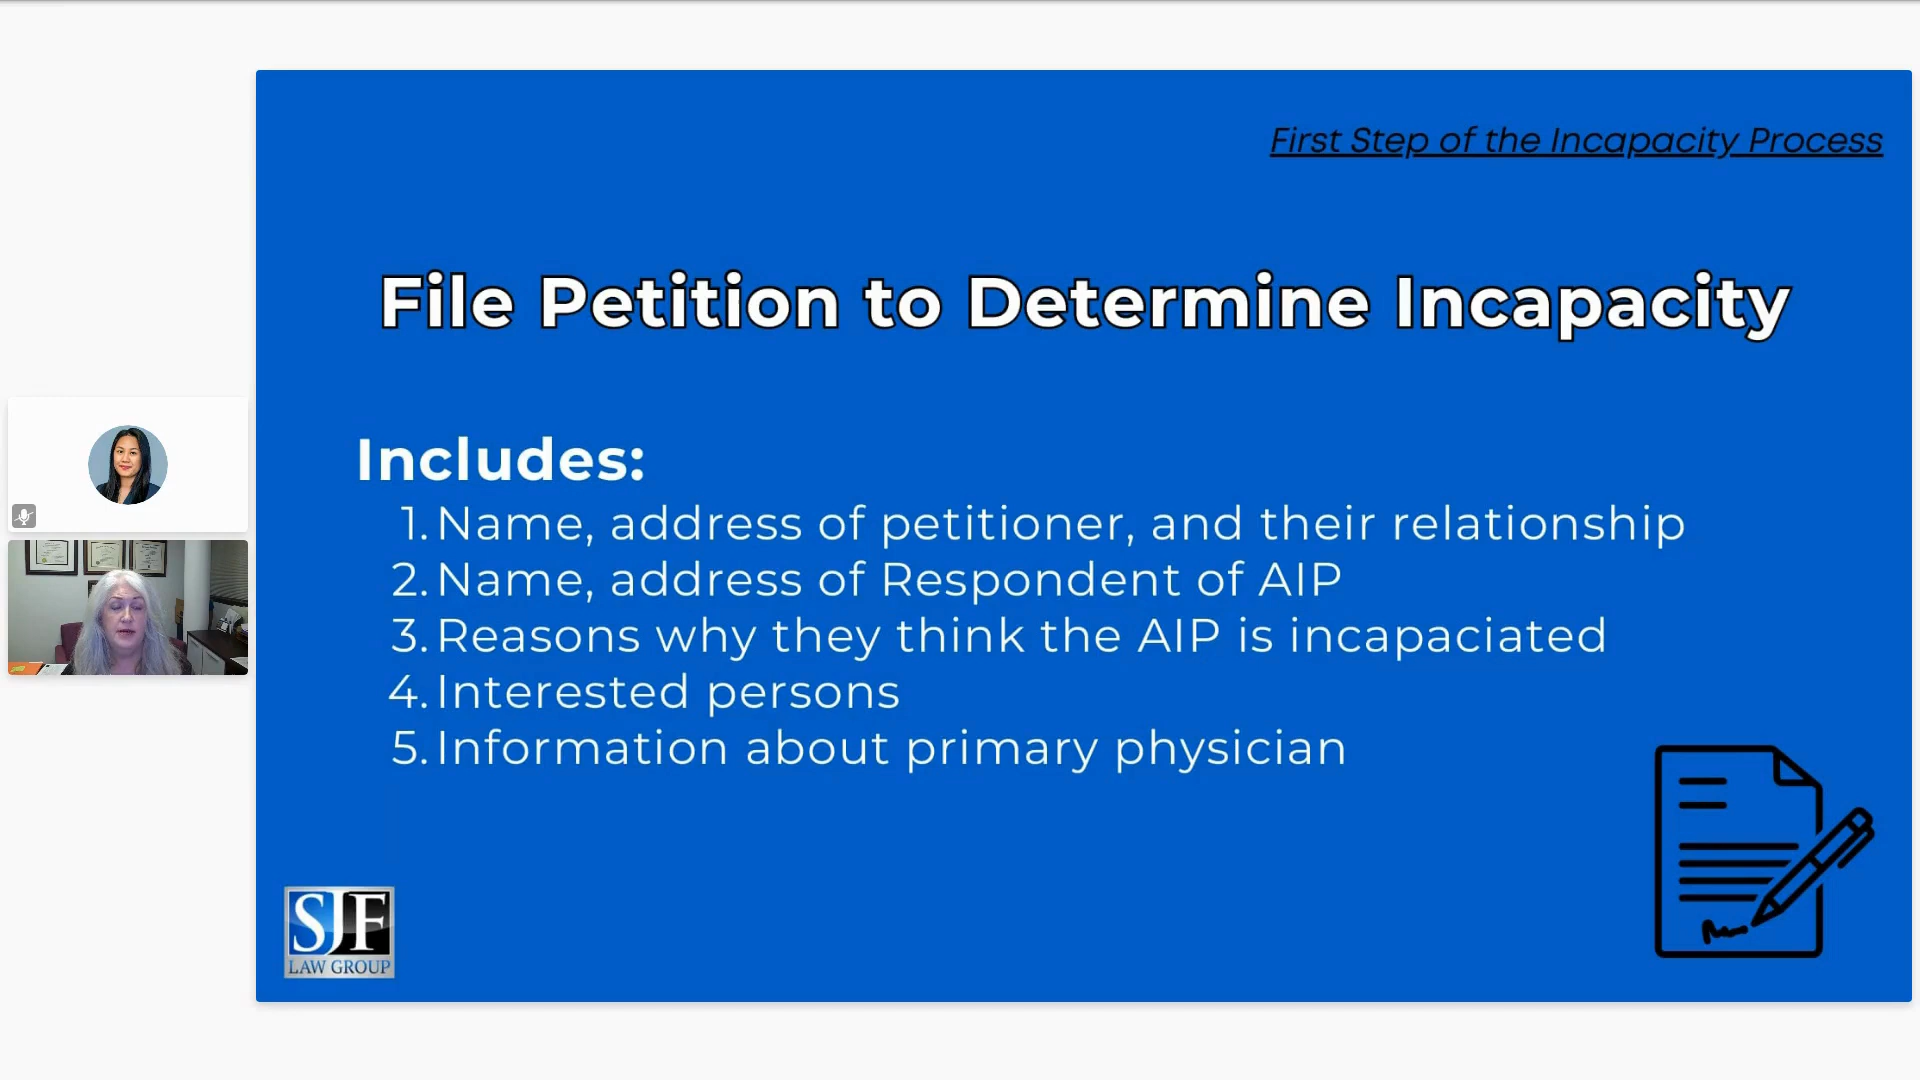 First Step of the Incapacity Process
File Petition to Determine Incapacity
Includes:
1. Name, address of petitioner, and their relationship
2. Name, address of Respondent of AIP
3. Reasons why they think the AIP is incapaciated
4. Interested persons
5. Information about primary physician
SJF
LAW GROUP